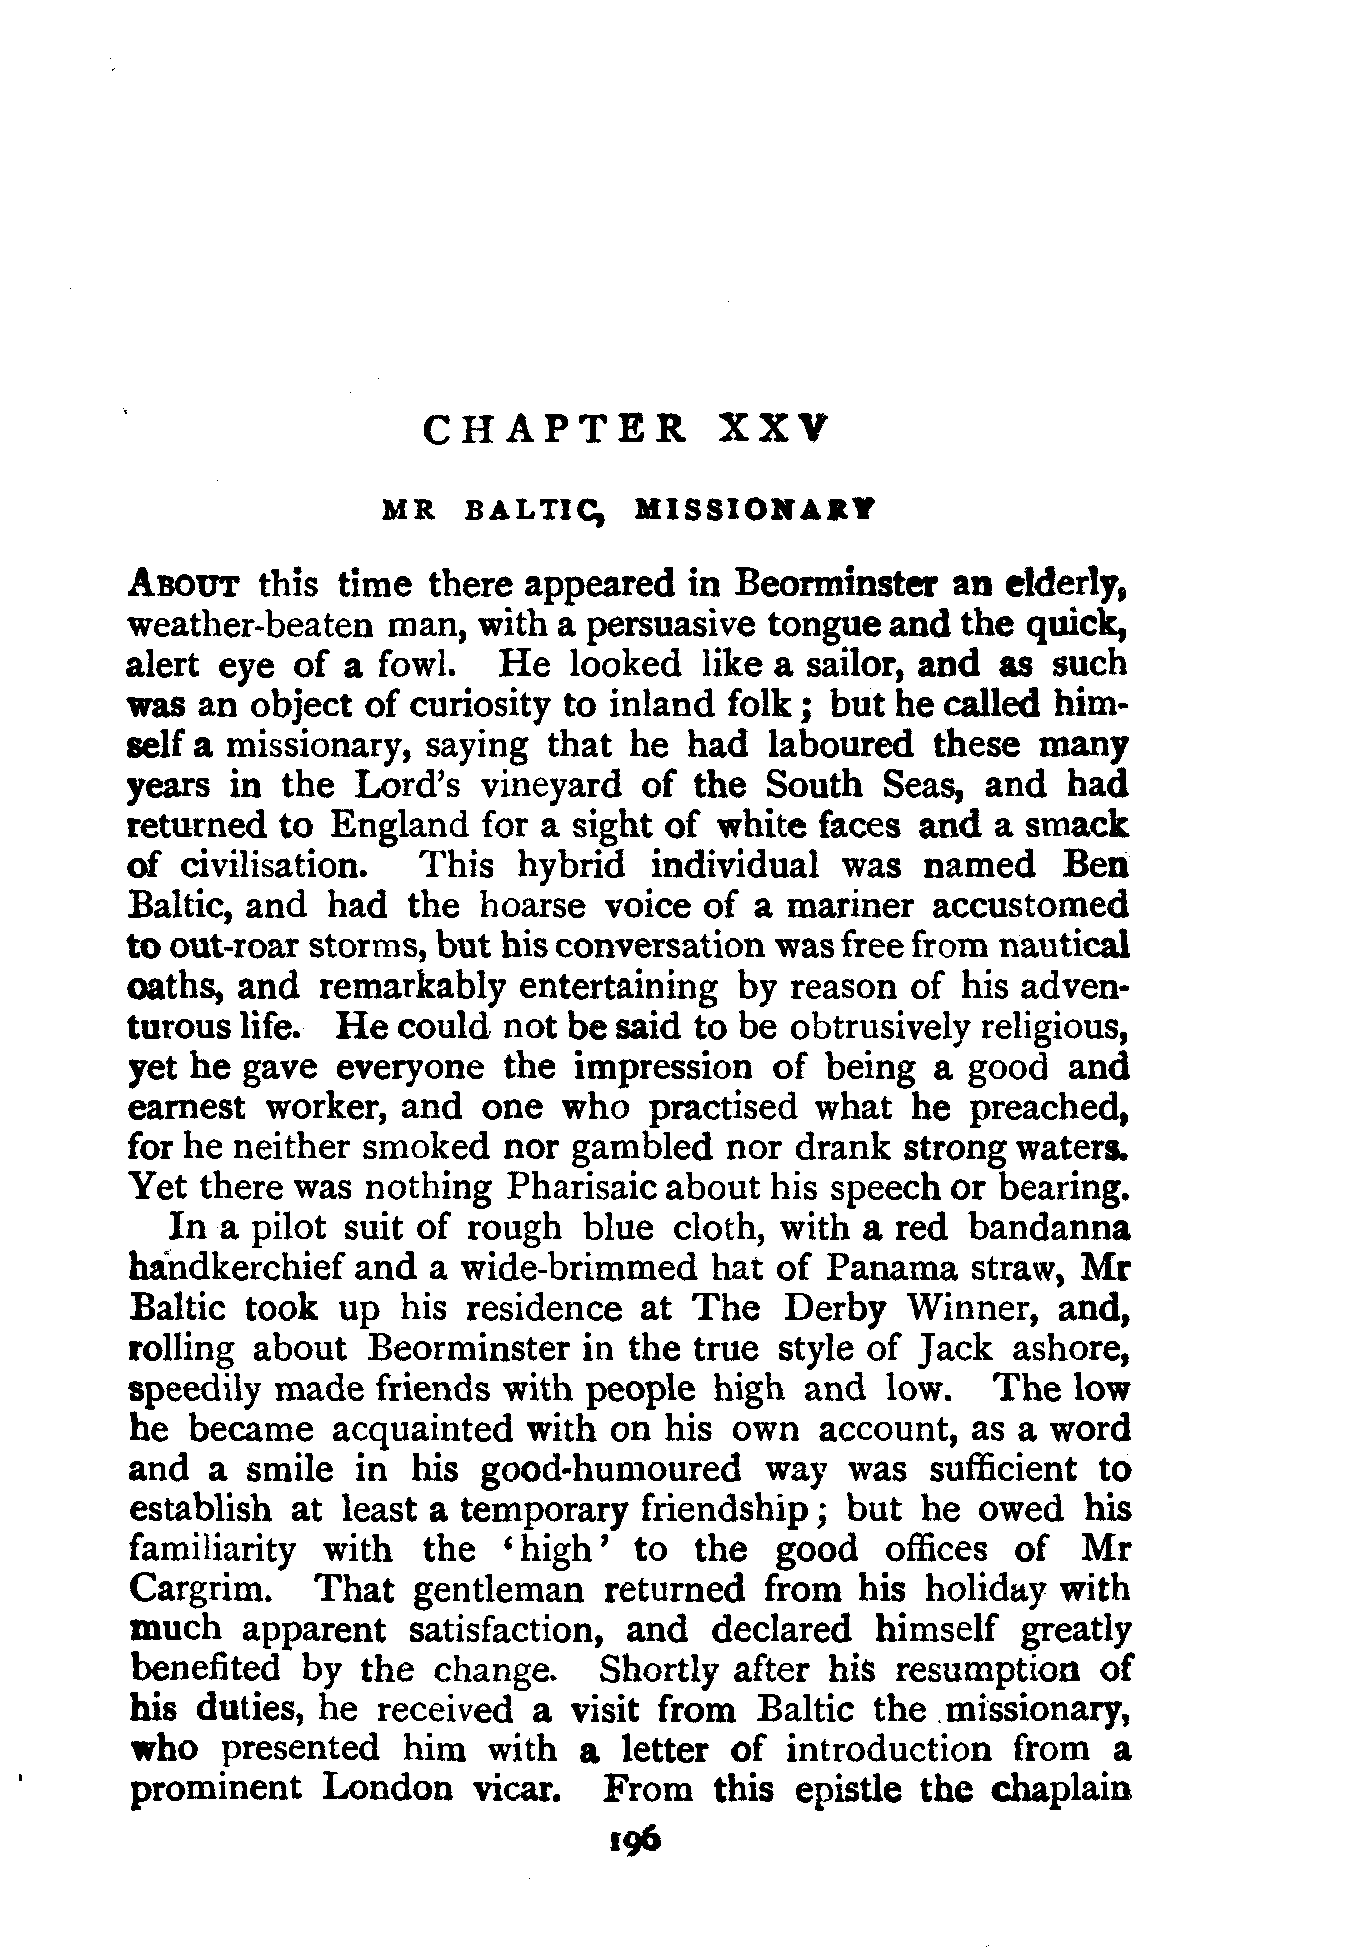 CHAPTER XXV
MR BALTIC, MISSIONARY
ABOUT this time there appeared in Beorminster an elderly,
weather-beaten man, with a persuasive tongue and the quick,
alert eye of a fowl. He looked like a sailor, and as such
was an object of curiosity to inland folk; but he called him-
self a missionary, saying that he had laboured these many
years in the Lord's vineyard of the South Seas, and had
returned to England for a sight of white faces and a smack
of civilisation. This hybrid individual was named Ben
Baltic, and had the hoarse voice of a mariner accustomed
to out-roar storms, but his conversation was free from nautical
oaths, and remarkably entertaining by reason of his adven-
turous life. He could not be said to be obtrusively religious,
yet he gave everyone the impression of being a good and
earnest worker, and one who practised what he preached,
for he neither smoked nor gambled nor drank strong waters.
Yet there was nothing Pharisaic about his speech or bearing.
In a pilot suit of rough blue cloth, with a red bandanna
handkerchief and a wide-brimmed hat of Panama straw, Mr
Baltic took up his residence at The Derby Winner, and,
rolling about Beorminster in the true style of Jack ashore,
speedily made friends with people high and low. The low
he became acquainted with on his own account, as a word
and a smile in his good-humoured way was sufficient to
establish at least a temporary friendship; but he owed his
familiarity with the 'high' to the good offices of Mr
Cargrim. That gentleman returned from his holiday with
much apparent satisfaction, and declared himself greatly
benefited by the change. Shortly after his resumption of
his duties, he received a visit from Baltic the missionary,
who presented him with a letter of introduction from a
prominent London vicar. From this epistle the chaplain
196